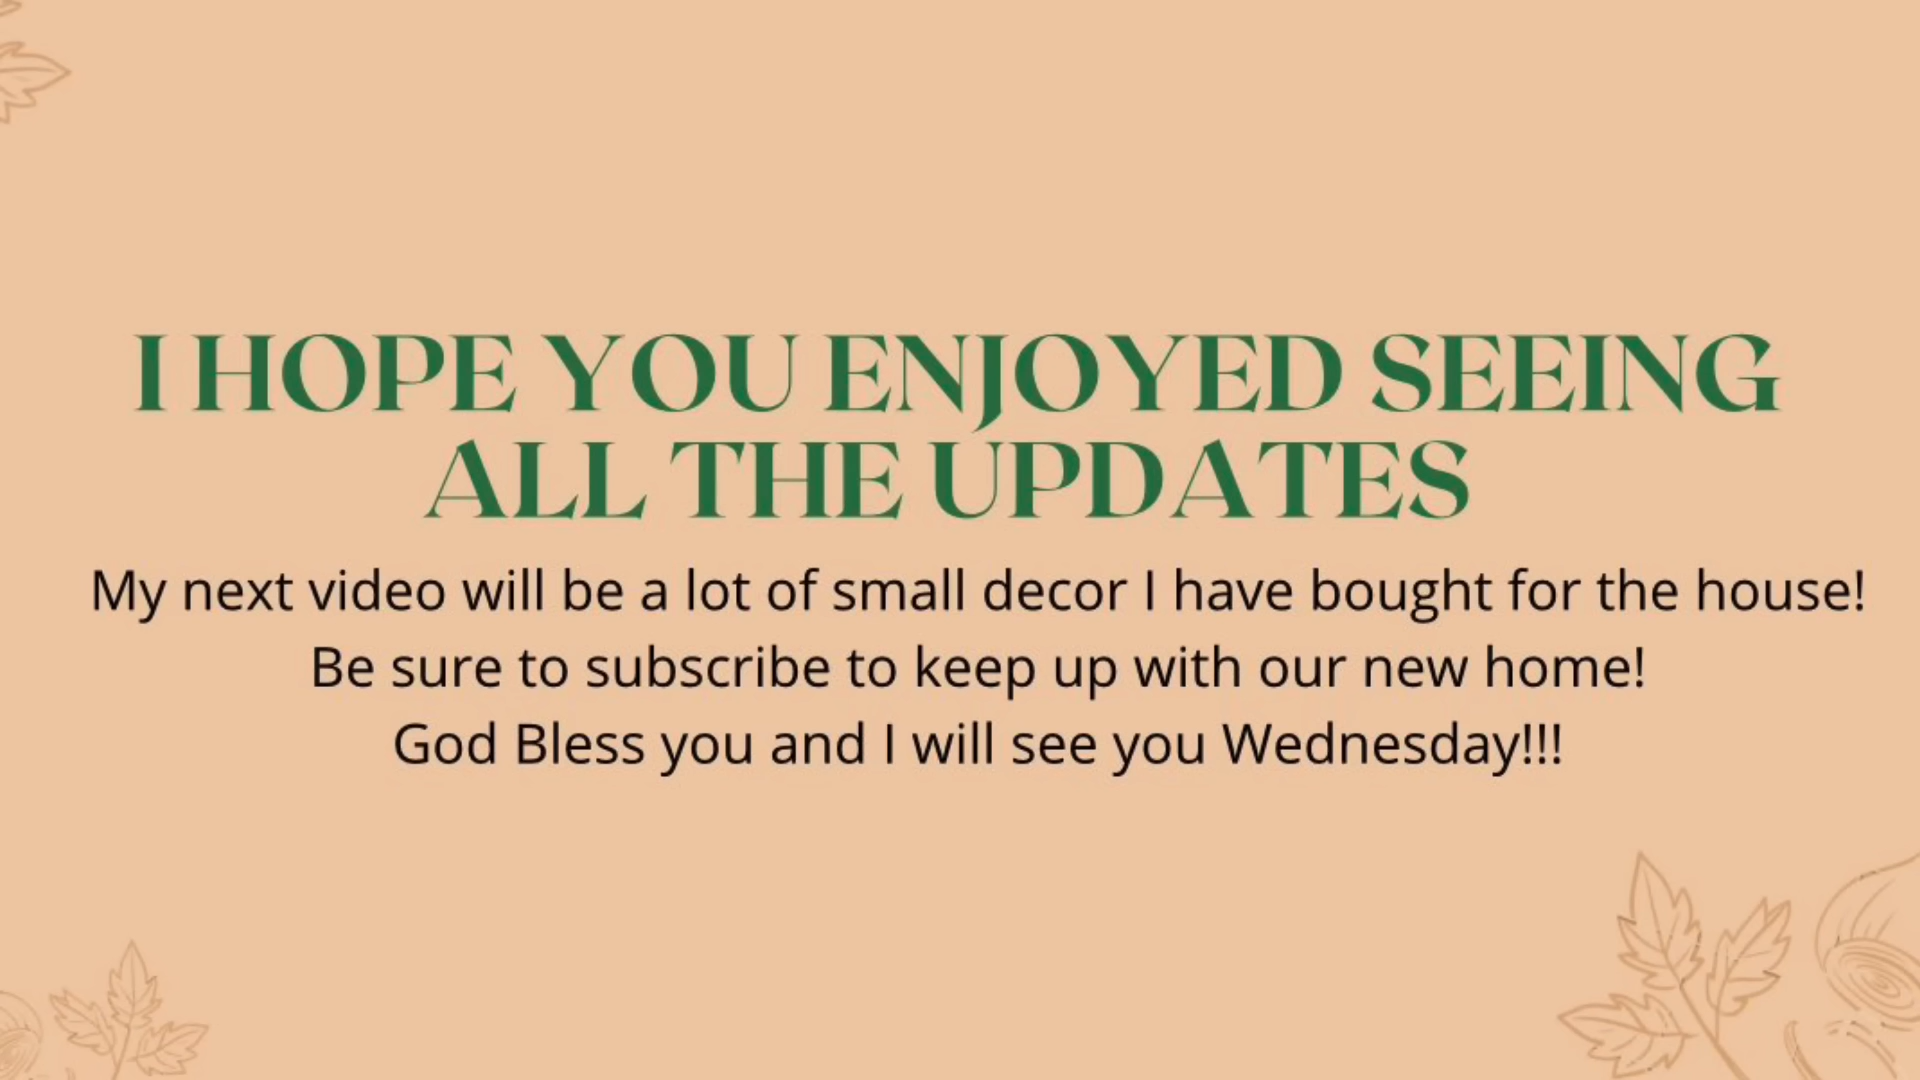 I HOPE YOU ENJOYED SEEING
ALL THE UPDATES
My next video will be a lot of small decor I have bought for the house!
Be sure to subscribe to keep up with our new home!
God Bless you and I will see you Wednesday!!!